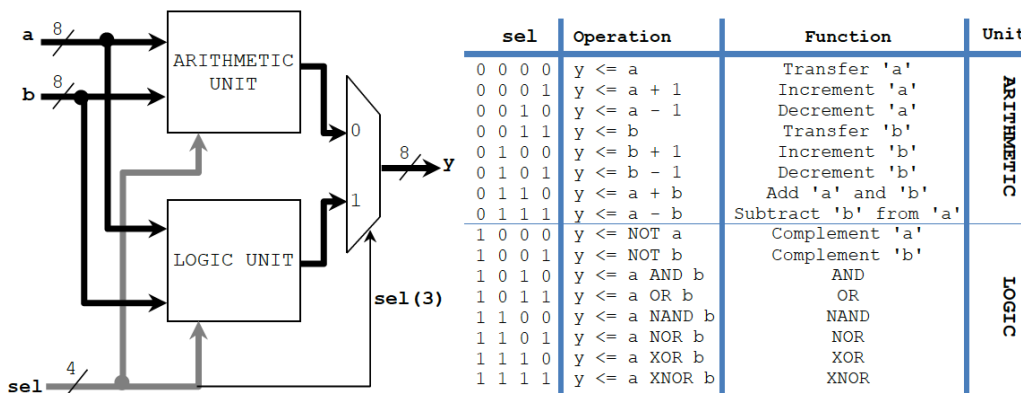 8
a
ARITHMETIC
UNIT
8
b
0
8
y
1
LOGIC UNIT
sel(3)
4
sel
sel Operation Function Unit
0 0 0 0 y <= a Transfer 'a'
0 0 0 1 y <= a + 1 Increment 'a'
0 0 1 0 y <= a - 1 Decrement 'a'
0 0 1 1 y <= b Transfer 'b'
0 1 0 0 y <= b + 1 Increment 'b'
0 1 0 1 y <= b - 1 Decrement 'b'
0 1 1 0 y <= a + b Add 'a' and 'b'
0 1 1 1 y <= a - b Subtract 'b' from 'a'
ARITHMETIC
1 0 0 0 y <= NOT a Complement 'a'
1 0 0 1 y <= NOT b Complement 'b'
1 0 1 0 y <= a AND b AND
1 0 1 1 y <= a OR b OR
1 1 0 0 y <= a NAND b NAND
1 1 0 1 y <= a NOR b NOR
1 1 1 0 y <= a XOR b XOR
1 1 1 1 y <= a XNOR b XNOR
LOGIC